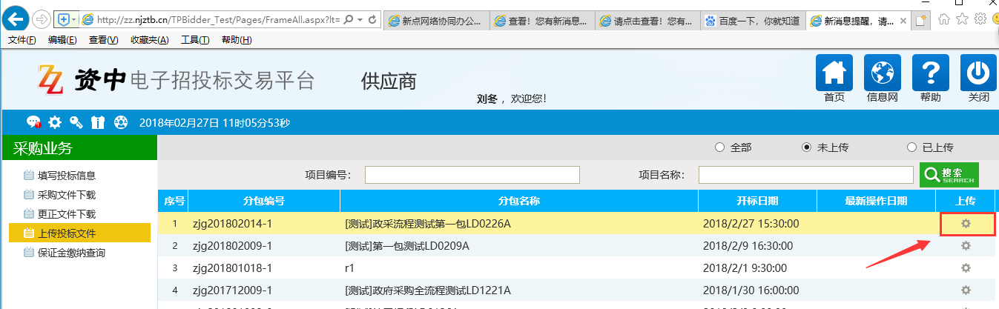 http://zz.njztb.cn/TPBidder_Test/Pages/FrameAll.aspx?lt= 新点网络协同办公... 查看！您有新消息... 请点击查看！您有... 百度一下，你就知道 新消息提醒，请...
文件(F) 编辑(E) 查看(V) 收藏夹(A) 工具(T) 帮助(H)
ZZ 资中电子招投标交易平台 供应商
刘冬 ，欢迎您！
首页 信息网 帮助 关闭
2018年02月27日 11时05分53秒
采购业务
填写投标信息
采购文件下载
更正文件下载
上传投标文件
保证金缴纳查询
全部 未上传 已上传
项目编号： 项目名称： 搜索 SEARCH
序号 分包编号 分包名称 开标日期 最新操作日期 上传
1 zjg201802014-1 [测试]政采流程测试第一包LD0226A 2018/2/27 15:30:00
2 zjg201802009-1 [测试]第一包测试LD0209A 2018/2/9 16:30:00
3 zjg201801018-1 r1 2018/2/1 9:30:00
4 zjg201712009-1 [测试]政府采购全流程测试LD1221A 2018/1/30 16:00:00